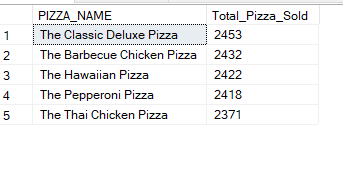 PIZZA_NAME Total_Pizza_Sold
1 The Classic Deluxe Pizza 2453
2 The Barbecue Chicken Pizza 2432
3 The Hawaiian Pizza 2422
4 The Pepperoni Pizza 2418
5 The Thai Chicken Pizza 2371